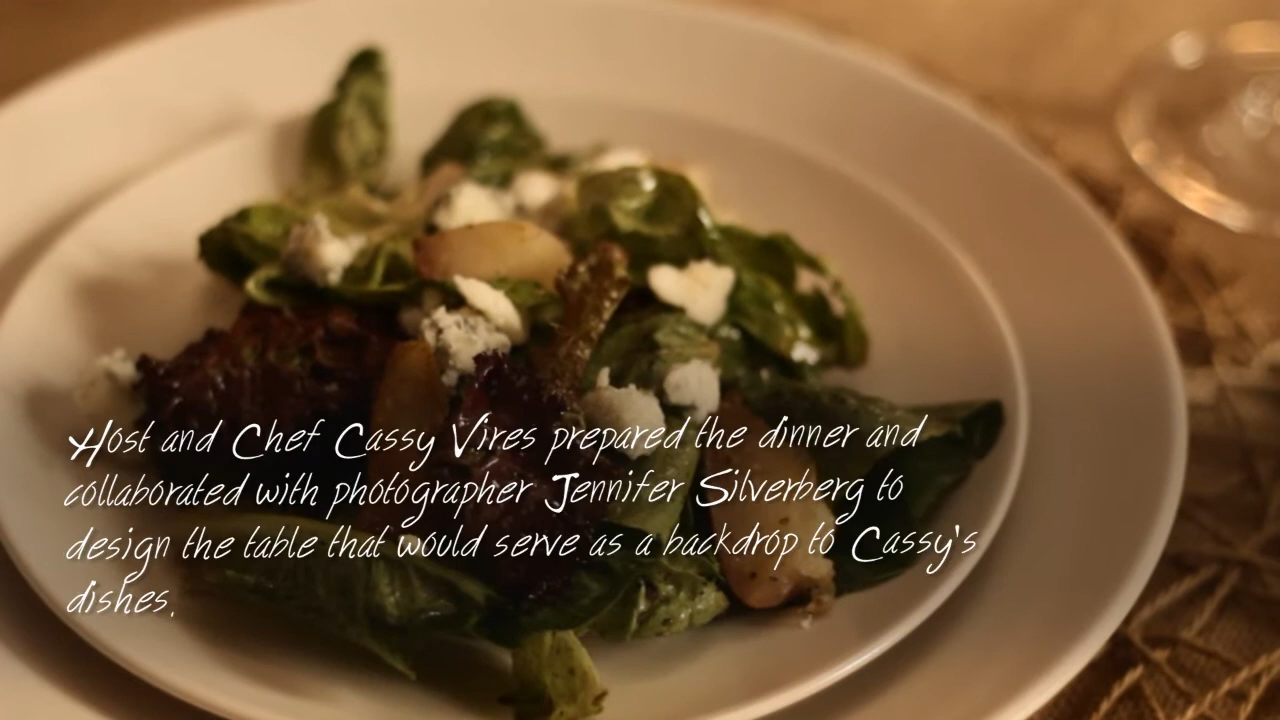 Host and Chef Cassy Vires prepared the dinner and
collaborated with photographer Jennifer Silverberg to
design the table that would serve as a backdrop to Cassy's
dishes.